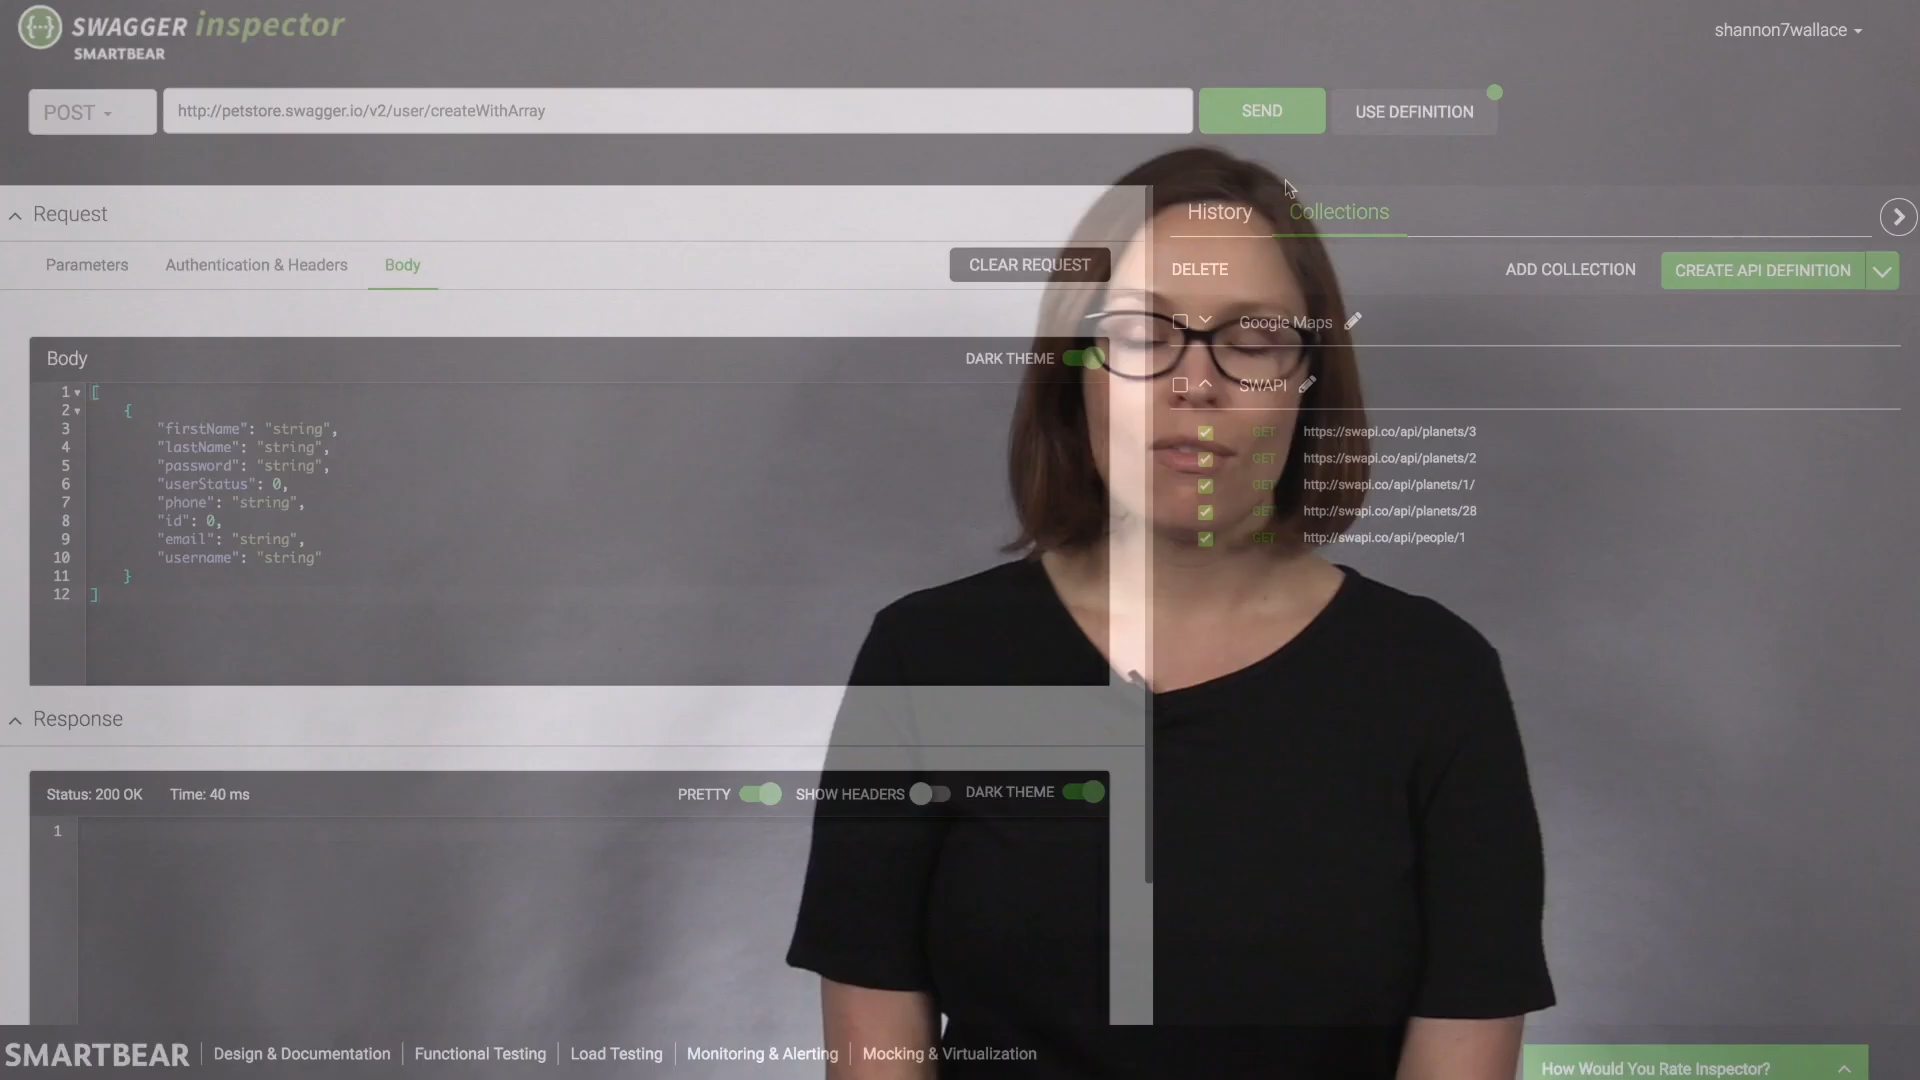 SWAGGER inspector
SMARTBEAR
shannon7wallace
POST
http://petstore.swagger.io/v2/user/createWithArray
SEND
USE DEFINITION
Request
History
Collections
Parameters
Authentication & Headers
Body
CLEAR REQUEST
DELETE
ADD COLLECTION
CREATE API DEFINITION
Google Maps
SWAPI
GET https://swapi.co/api/planets/3
GET https://swapi.co/api/planets/2
GET http://swapi.co/api/planets/1/
GET http://swapi.co/api/planets/28
GET http://swapi.co/api/people/1
Body
DARK THEME
1 [
2 {
3 "firstName": "string",
4 "lastName": "string",
5 "password": "string",
6 "userStatus": 0,
7 "phone": "string",
8 "id": 0,
9 "email": "string",
10 "username": "string"
11 }
12 ]
Response
Status: 200 OK
Time: 40 ms
PRETTY
SHOW HEADERS
DARK THEME
1
SMARTBEAR
Design & Documentation
Functional Testing
Load Testing
Monitoring & Alerting
Mocking & Virtualization
How Would You Rate Inspector?